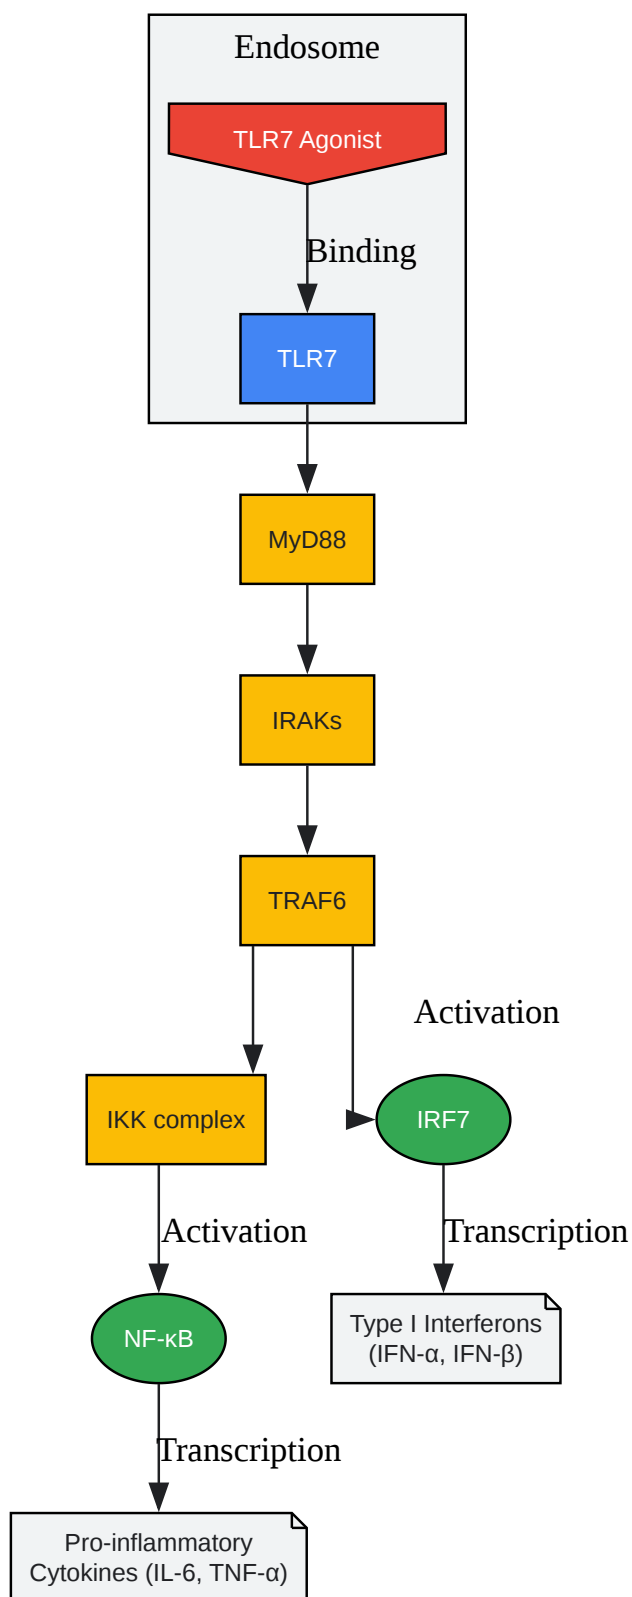 Endosome
TLR7 Agonist
Binding
TLR7
MyD88
IRAKs
TRAF6
Activation
IKK complex
IRF7
Activation
Transcription
NF-κB
Type I Interferons
(IFN-α, IFN-β)
Transcription
Pro-inflammatory
Cytokines (IL-6, TNF-α)